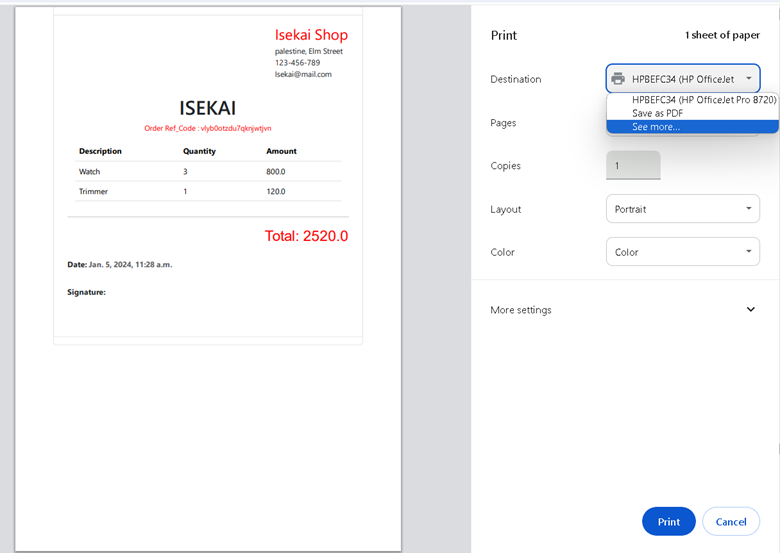 Isekai Shop
palestine, Elm Street
123-456-789
Isekai@mail.com
ISEKAI
Order Ref_Code : vlyb0otzdu7qknjwtjvn
Description Quantity Amount
Watch 3 800.0
Trimmer 1 120.0
Total: 2520.0
Date: Jan. 5, 2024, 11:28 a.m.
Signature:
Print 1 sheet of paper
Destination HPBEFC34 (HP OfficeJet
HPBEFC34 (HP OfficeJet Pro 8720)
Save as PDF
See more...
Pages
Copies 1
Layout Portrait
Color Color
More settings
Print Cancel